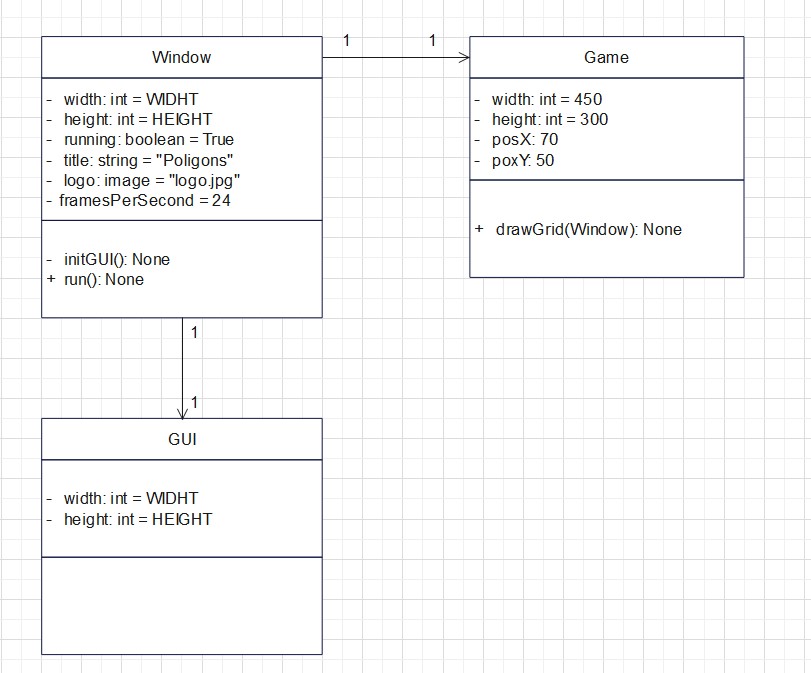 Window
- width: int = WIDHT
- height: int = HEIGHT
- running: boolean = True
- title: string = "Poligons"
- logo: image = "logo.jpg"
- framesPerSecond = 24
- initGUI(): None
+ run(): None
1
1
Game
- width: int = 450
- height: int = 300
- posX: 70
- poxY: 50
+ drawGrid(Window): None
1
1
GUI
- width: int = WIDHT
- height: int = HEIGHT